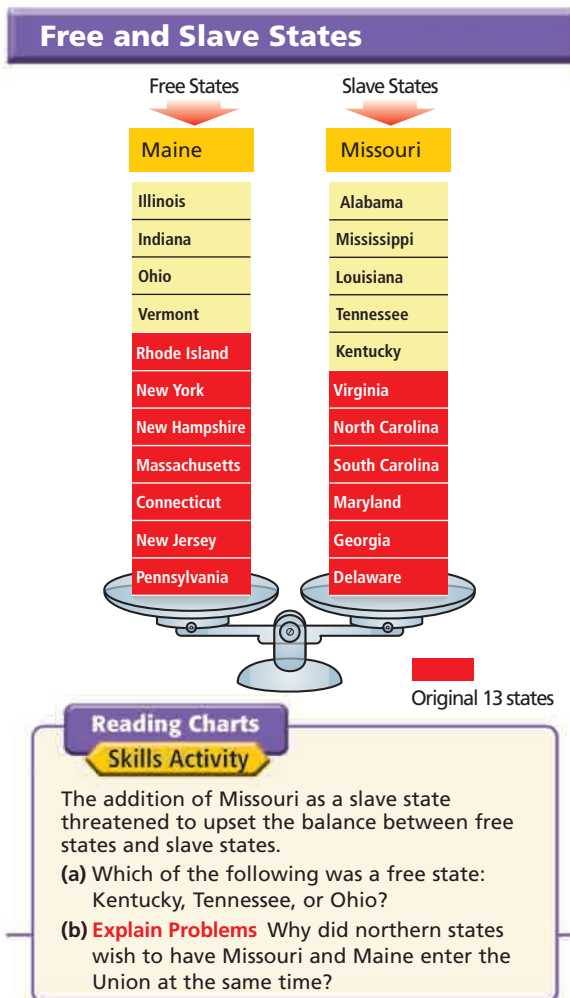 Free and Slave States
Free States
Slave States
Maine
Missouri
Illinois
Alabama
Indiana
Mississippi
Ohio
Louisiana
Vermont
Tennessee
Rhode Island
Kentucky
New York
Virginia
New Hampshire
North Carolina
Massachusetts
South Carolina
Connecticut
Maryland
New Jersey
Georgia
Pennsylvania
Delaware
Original 13 states
Reading Charts
Skills Activity
The addition of Missouri as a slave state
threatened to upset the balance between free
states and slave states.
(a) Which of the following was a free state:
Kentucky, Tennessee, or Ohio?
(b) Explain Problems Why did northern states
wish to have Missouri and Maine enter the
Union at the same time?